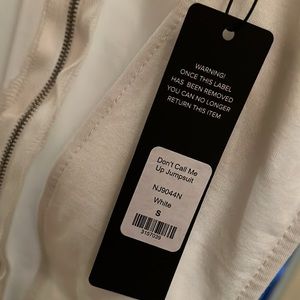 WARNING!
ONCE THIS LABEL
HAS BEEN REMOVED
YOU CAN NO LONGER
RETURN THIS ITEM
Don't Call Me
Up Jumpsuit
NJ9044N
White
S
3157039